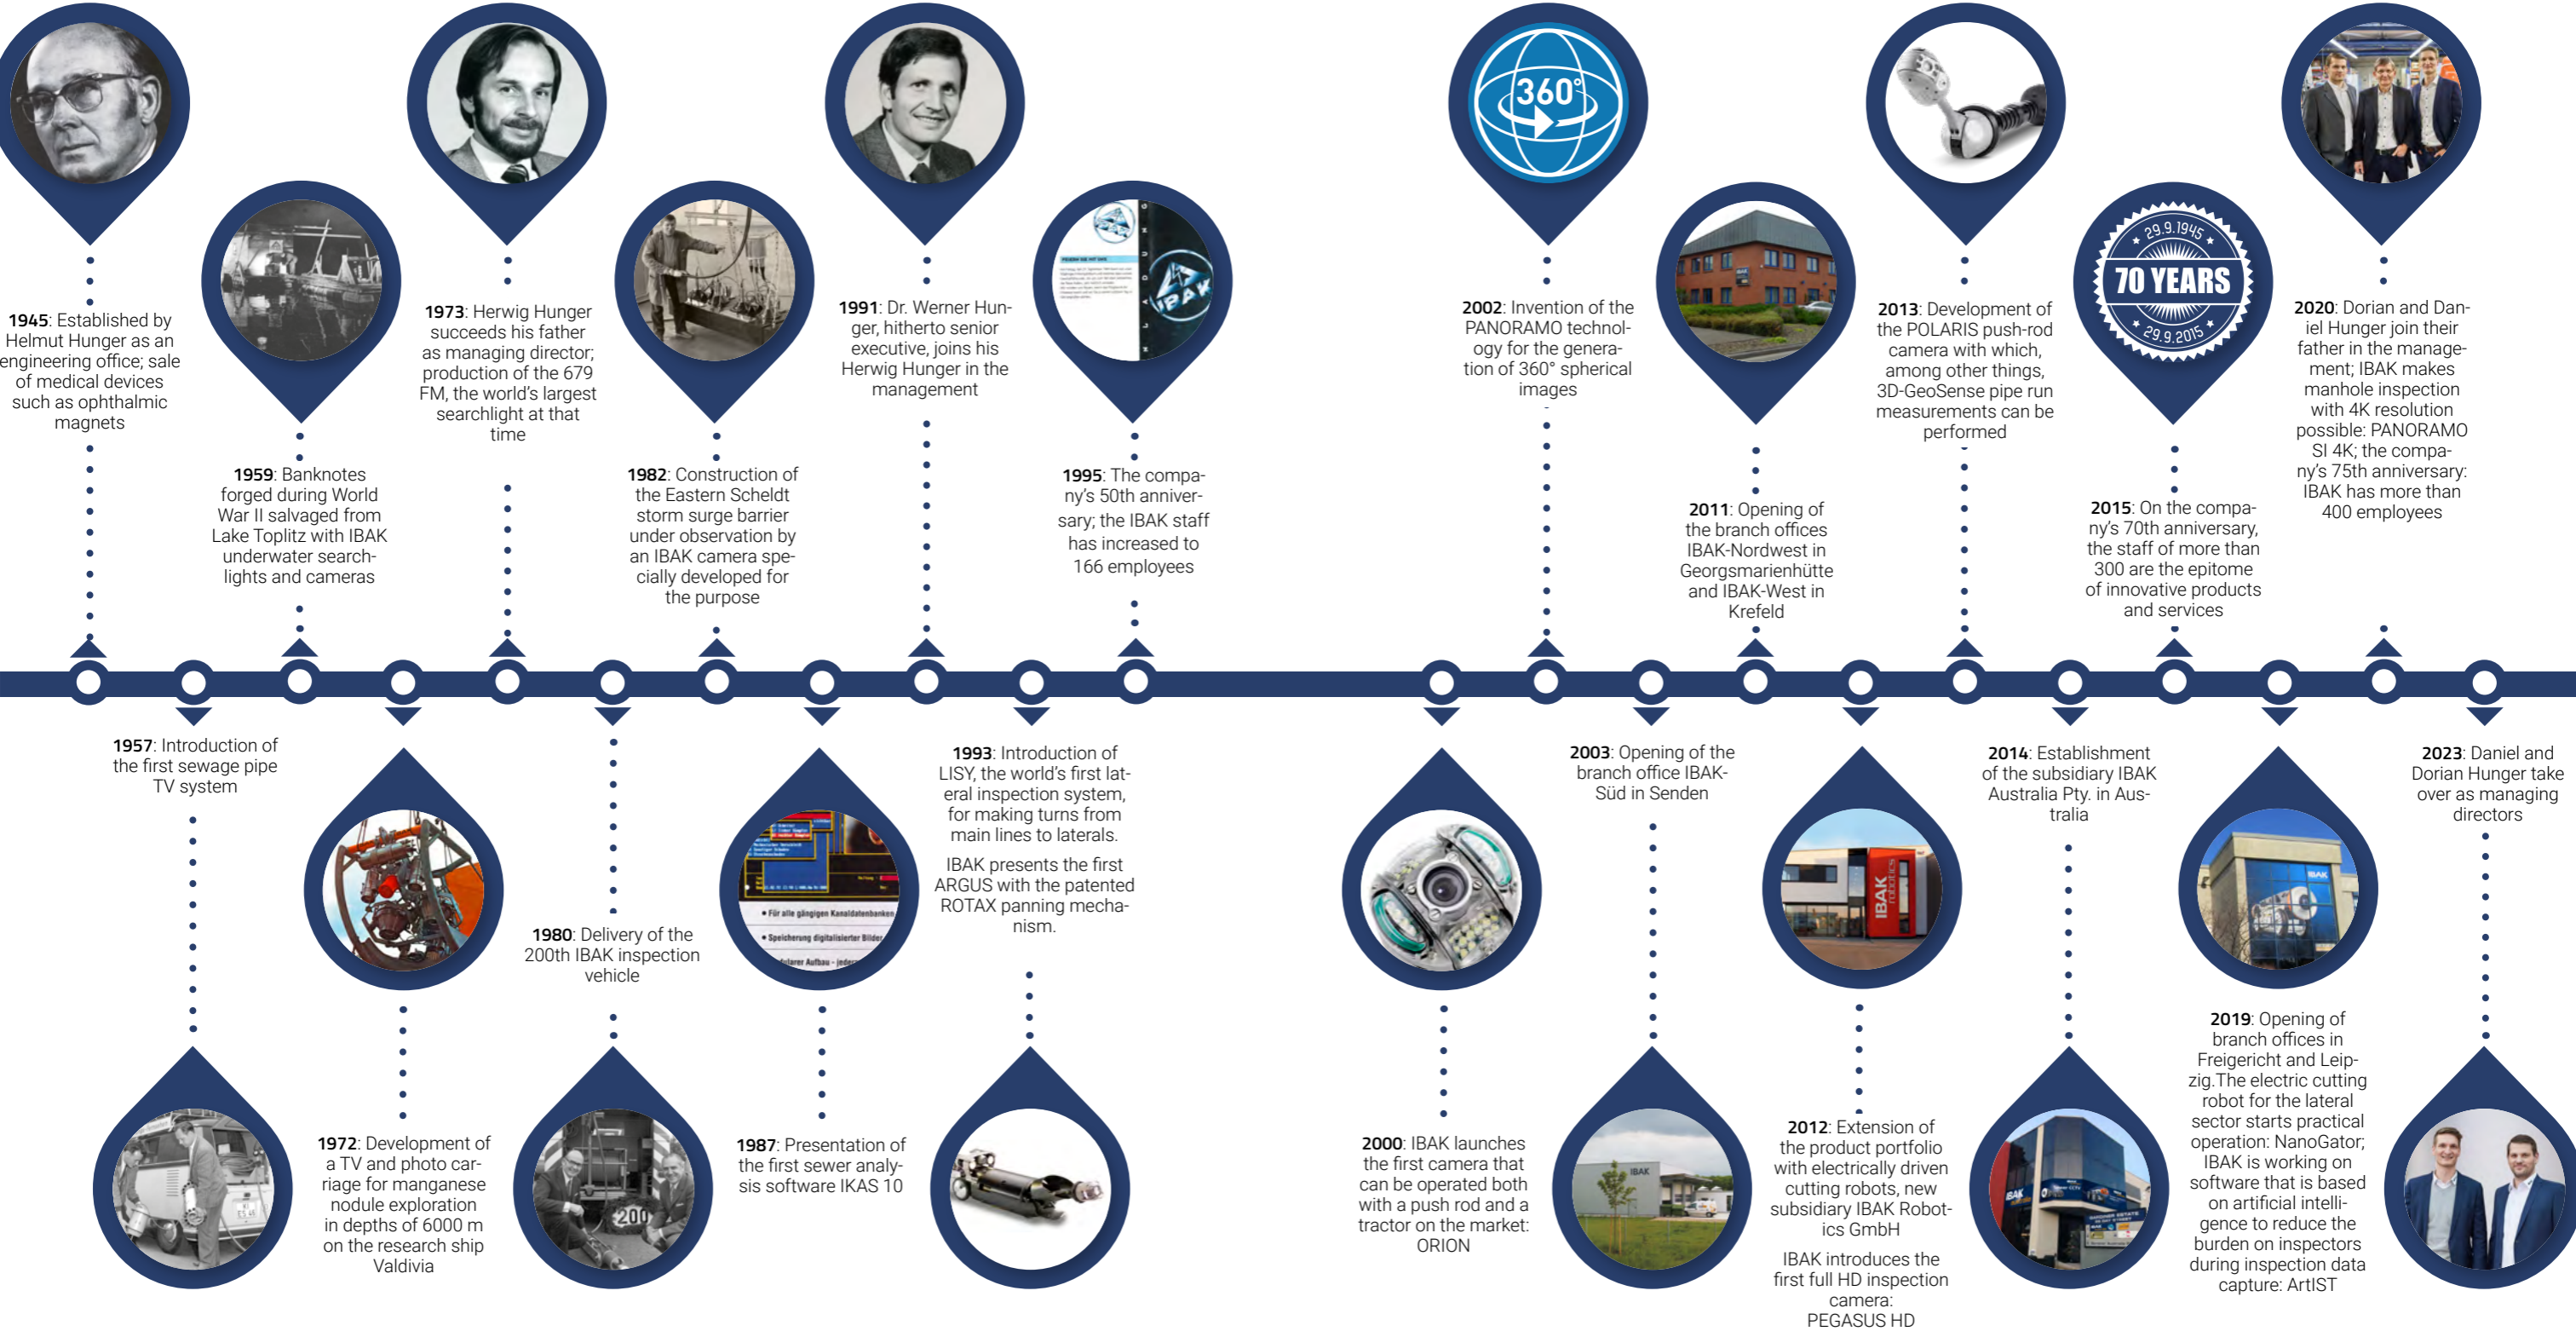 1945: Established by
Helmut Hunger as an
engineering office; sale
of medical devices
such as ophthalmic
magnets
1957: Introduction of
the first sewage pipe
TV system
1959: Banknotes
forged during World
War II salvaged from
Lake Toplitz with IBAK
underwater search-
lights and cameras
1972: Development of
a TV and photo car-
riage for manganese
nodule exploration
in depths of 6000 m
on the research ship
Valdivia
1973: Herwig Hunger
succeeds his father
as managing director;
production of the 679
FM, the world's largest
searchlight at that
time
1980: Delivery of the
200th IBAK inspection
vehicle
200
1982: Construction of
the Eastern Scheldt
storm surge barrier
under observation by
an IBAK camera spe-
cially developed for
the purpose
• Für alle gängigen Kanaldatenbanken
• Speicherung digitalisierter Bilder
Aufbau - jeder
1987: Presentation of
the first sewer analy-
sis software IKAS 10
1991: Dr. Werner Hun-
ger, hitherto senior
executive, joins his
Herwig Hunger in the
management
1993: Introduction of
LISY, the world's first lat-
eral inspection system,
for making turns from
main lines to laterals.
IBAK presents the first
ARGUS with the patented
ROTAX panning mecha-
nism.
IBAK
1995: The compa-
ny's 50th anniver-
sary; the IBAK staff
has increased to
166 employees
2000: IBAK launches
the first camera that
can be operated both
with a push rod and a
tractor on the market:
ORION
360°
2002: Invention of the
PANORAMO technol-
ogy for the genera-
tion of 360° spherical
images
2003: Opening of the
branch office IBAK-
Süd in Senden
IBAK
2011: Opening of
the branch offices
IBAK-Nordwest in
Georgsmarienhütte
and IBAK-West in
Krefeld
IBAK
robotics
2012: Extension of
the product portfolio
with electrically driven
cutting robots, new
subsidiary IBAK Robot-
ics GmbH
IBAK introduces the
first full HD inspection
camera:
PEGASUS HD
2013: Development of
the POLARIS push-rod
camera with which,
among other things,
3D-GeoSense pipe run
measurements can be
performed
2014: Establishment
of the subsidiary IBAK
Australia Pty. in Aus-
tralia
IBAK
29.9.1945
70 YEARS
29.9.2015
2015: On the compa-
ny's 70th anniversary,
the staff of more than
300 are the epitome
of innovative products
and services
IBAK
2019: Opening of
branch offices in
Freigericht and Leip-
zig.The electric cutting
robot for the lateral
sector starts practical
operation: NanoGator;
IBAK is working on
software that is based
on artificial intelli-
gence to reduce the
burden on inspectors
during inspection data
capture: ArtIST
2020: Dorian and Dan-
iel Hunger join their
father in the manage-
ment; IBAK makes
manhole inspection
with 4K resolution
possible: PANORAMO
SI 4K; the compa-
ny's 75th anniversary:
IBAK has more than
400 employees
2023: Daniel and
Dorian Hunger take
over as managing
directors